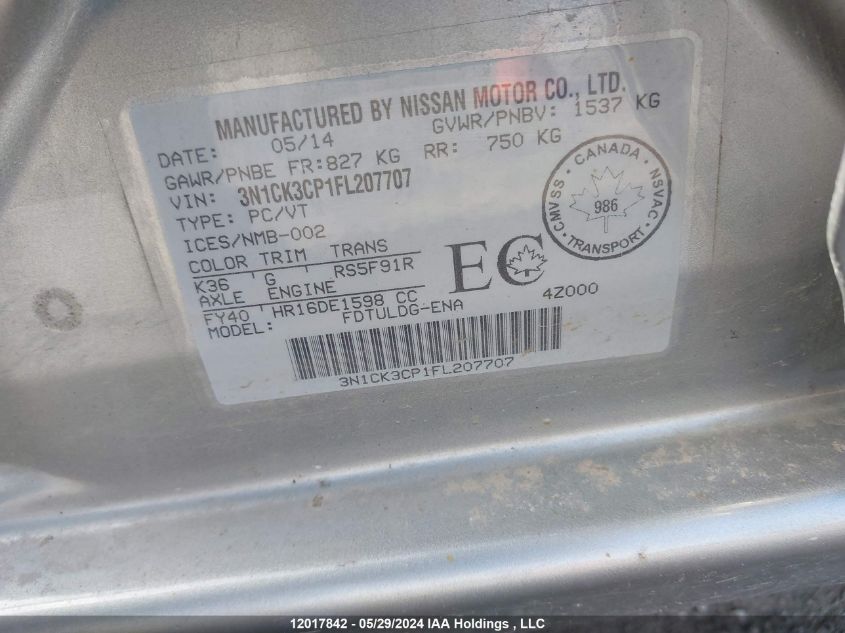 MANUFACTURED BY NISSAN MOTOR CO., LTD.
DATE: 05/14 GVWR/PNBV: 1537 KG
GAWR/PNBE FR:827 KG RR: 750 KG
VIN: 3N1CK3CP1FL207707
TYPE: PC/VT
ICES/NMB-002
COLOR TRIM TRANS
K36 G RS5F91R
AXLE ENGINE
FY40 HR16DE1598 CC
MODEL: FDTULDG-ENA
EC
4Z000
CANADA
CMVSS 986 NSVAC
TRANSPORT
3N1CK3CP1FL207707
12017842 - 05/29/2024 IAA Holdings , LLC